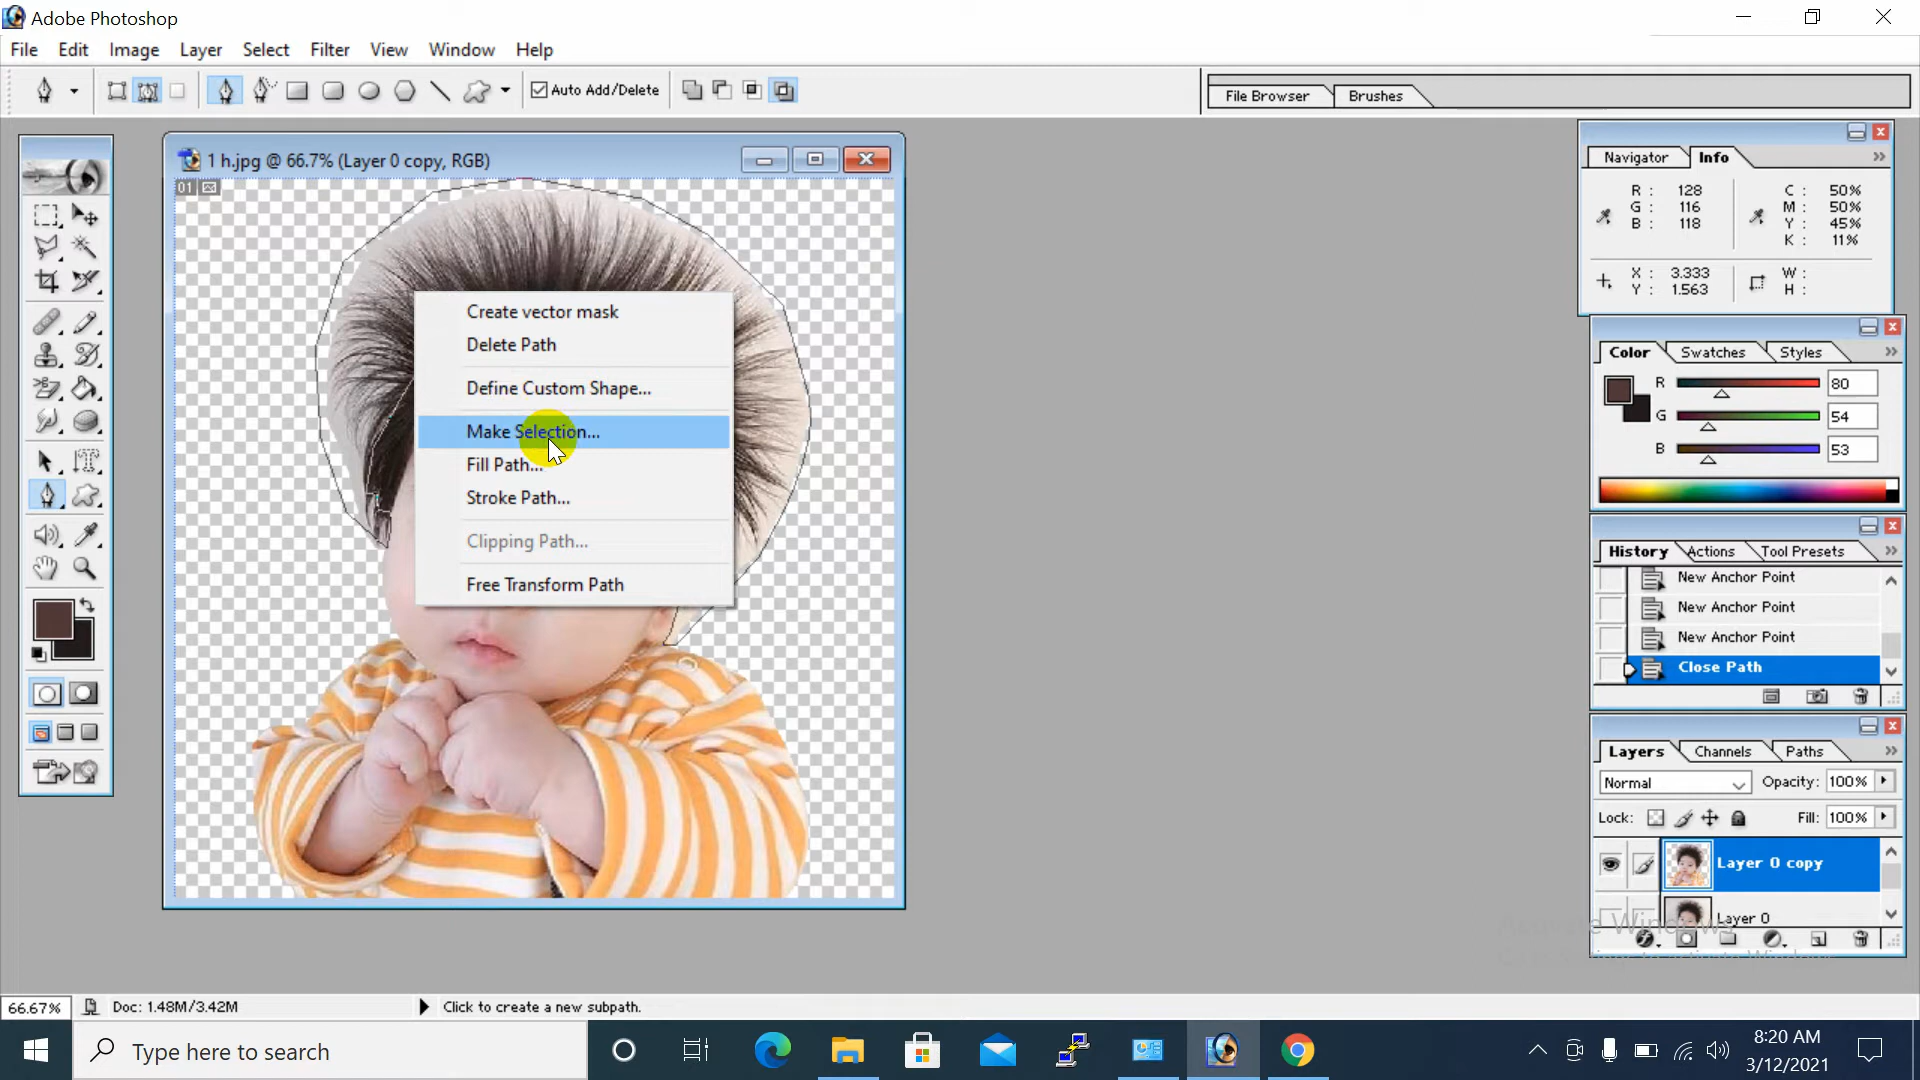 Adobe Photoshop
File Edit Image Layer Select Filter View Window Help
Auto Add/Delete
File Browser Brushes
1 h.jpg @ 66.7% (Layer 0 copy, RGB)
01
Create vector mask
Delete Path
Define Custom Shape...
Make Selection...
Fill Path...
Stroke Path...
Clipping Path...
Free Transform Path
Navigator Info
R : 128 C : 50%
G : 116 M : 50%
B : 118 Y : 45%
K : 11%
X : 3.333 W :
Y : 1.563 H :
Color Swatches Styles
R 80
G 54
B 53
History Actions Tool Presets
New Anchor Point
New Anchor Point
New Anchor Point
Close Path
Layers Channels Paths
Normal Opacity: 100%
Lock: Fill: 100%
Layer 0 copy
Layer 0
Activate Windows
66.67% Doc: 1.48M/3.42M Click to create a new subpath.
Type here to search
8:20 AM
3/12/2021